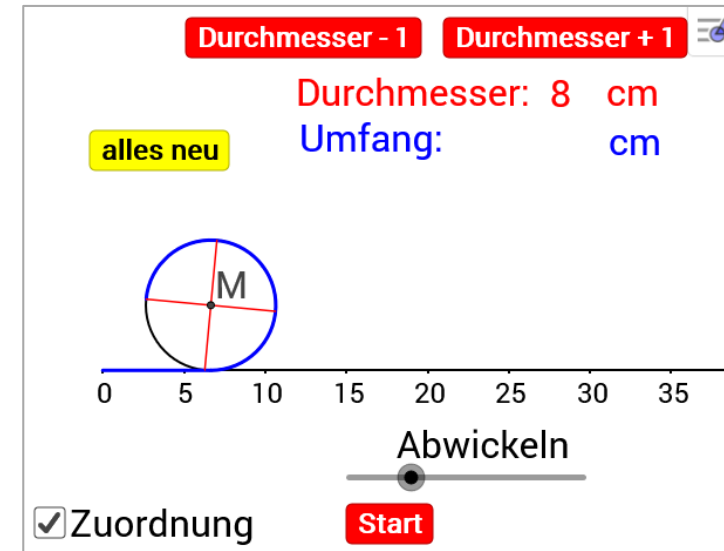 Durchmesser - 1 Durchmesser + 1
Durchmesser: 8 cm
Umfang: cm
alles neu
M
0 5 10 15 20 25 30 35
Abwickeln
Zuordnung Start